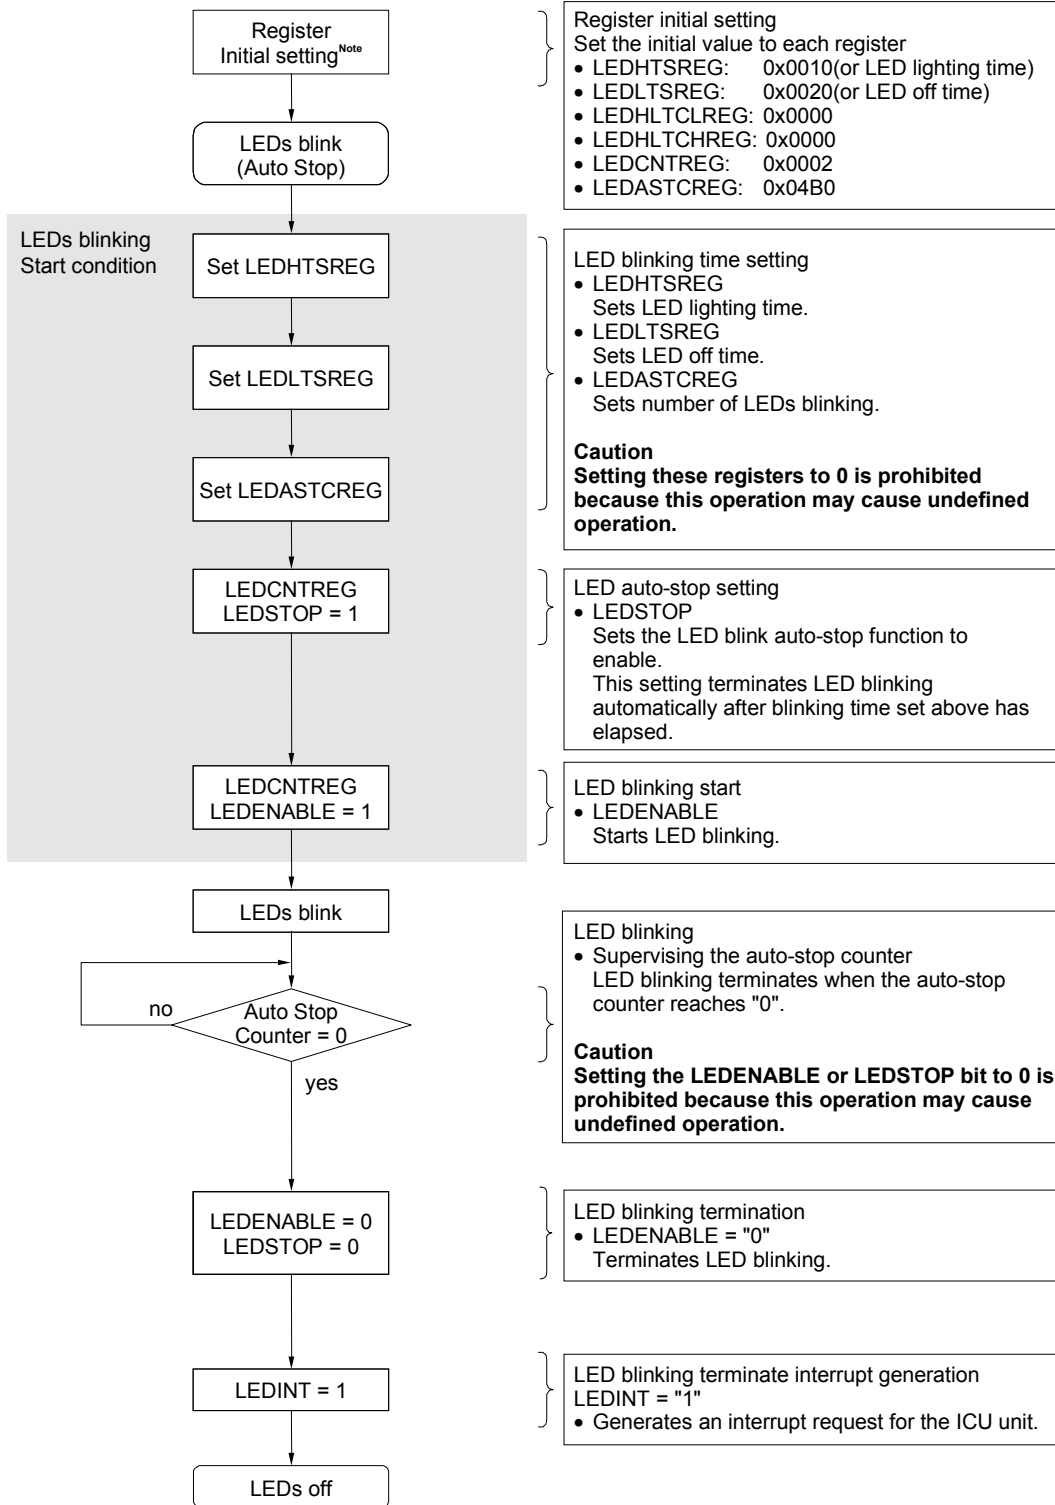 Register
Initial setting Note
Register initial setting
Set the initial value to each register
• LEDHTSREG: 0x0010(or LED lighting time)
• LEDLTSREG: 0x0020(or LED off time)
• LEDHLTCLREG: 0x0000
• LEDHLTCHREG: 0x0000
• LEDCNTREG: 0x0002
• LEDASTCREG: 0x04B0
LEDs blink
(Auto Stop)
LEDs blinking
Start condition
Set LEDHTSREG
Set LEDLTSREG
Set LEDASTCREG
LED blinking time setting
• LEDHTSREG
Sets LED lighting time.
• LEDLTSREG
Sets LED off time.
• LEDASTCREG
Sets number of LEDs blinking.
Caution
Setting these registers to 0 is prohibited
because this operation may cause undefined
operation.
LEDCNTREG
LEDSTOP = 1
LED auto-stop setting
• LEDSTOP
Sets the LED blink auto-stop function to
enable.
This setting terminates LED blinking
automatically after blinking time set above has
elapsed.
LEDCNTREG
LEDENABLE = 1
LED blinking start
• LEDENABLE
Starts LED blinking.
LEDs blink
no
Auto Stop
Counter = 0
yes
LED blinking
• Supervising the auto-stop counter
LED blinking terminates when the auto-stop
counter reaches "0".
Caution
Setting the LEDENABLE or LEDSTOP bit to 0 is
prohibited because this operation may cause
undefined operation.
LEDENABLE = 0
LEDSTOP = 0
LED blinking termination
• LEDENABLE = "0"
Terminates LED blinking.
LEDINT = 1
LED blinking terminate interrupt generation
LEDINT = "1"
• Generates an interrupt request for the ICU unit.
LEDs off